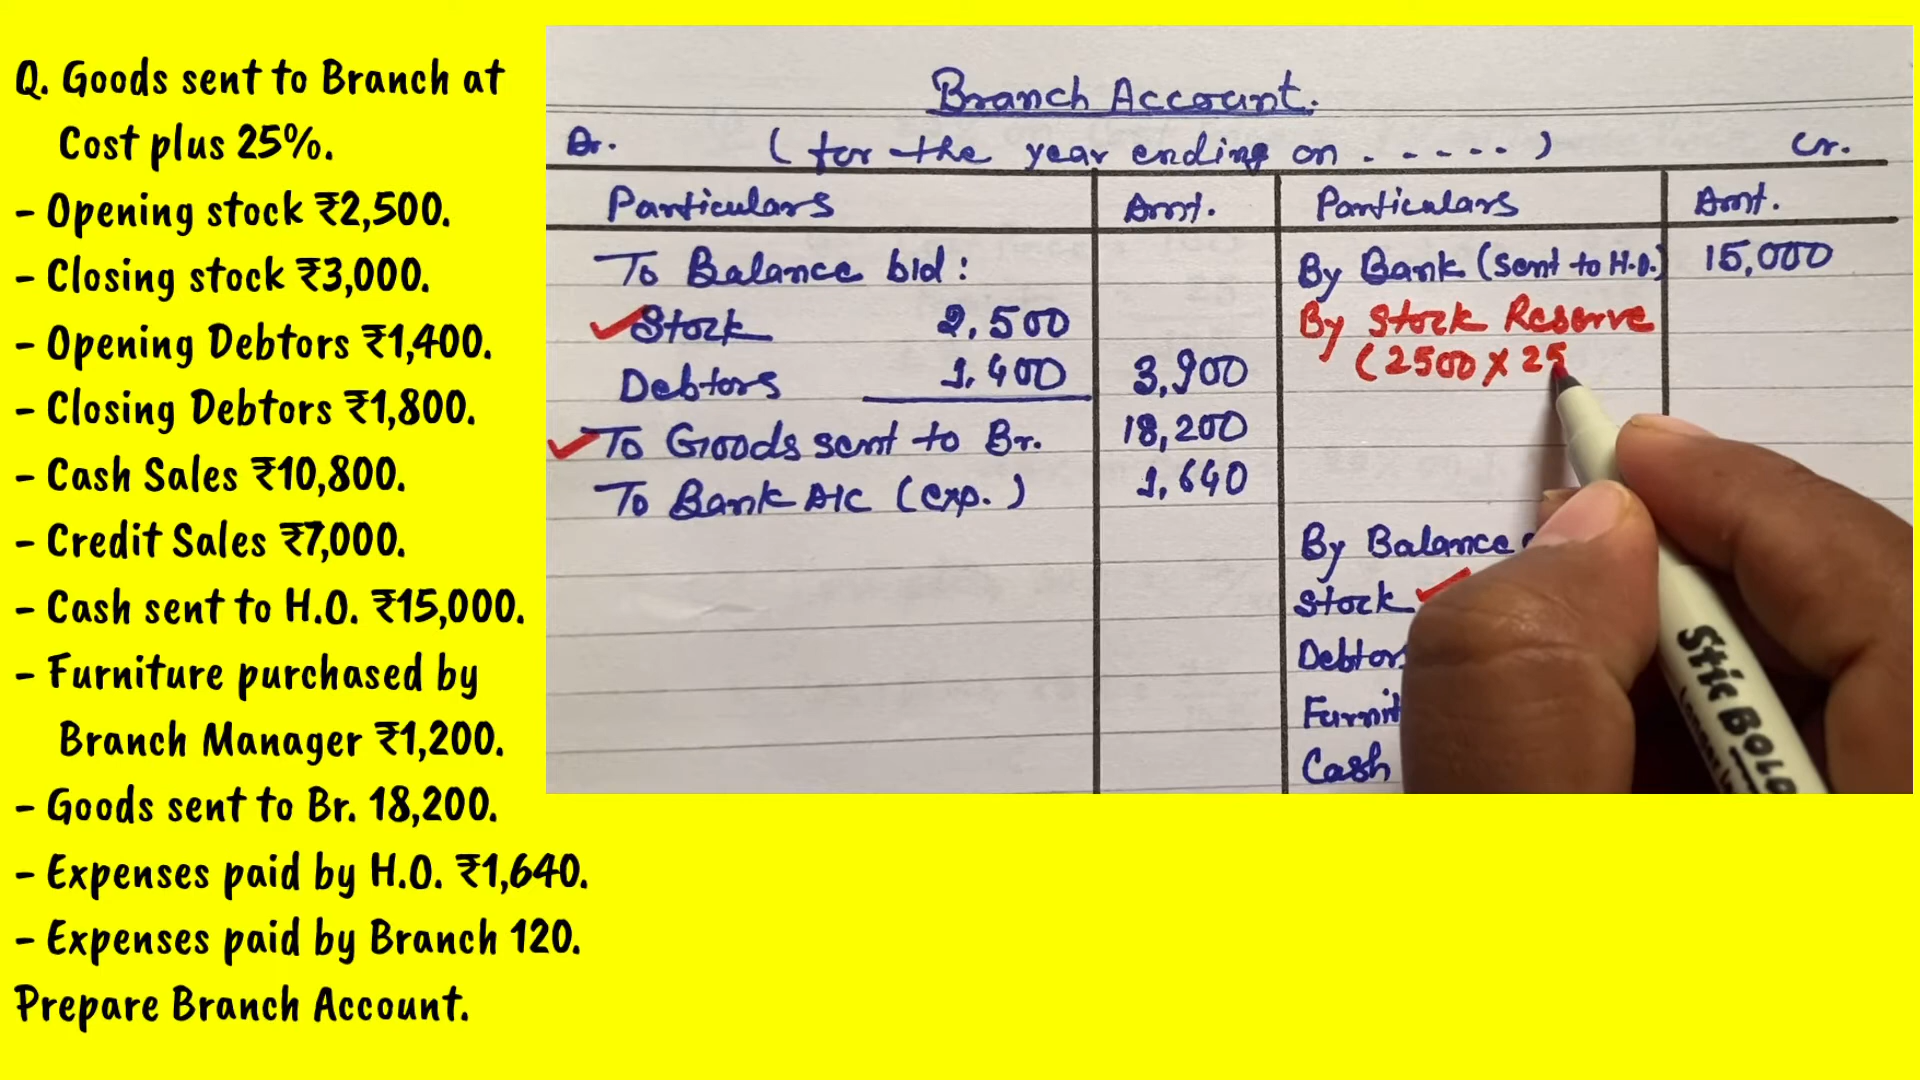 Q. Goods sent to Branch at
Cost plus 25%.
- Opening stock ₹2,500.
- Closing stock ₹3,000.
- Opening Debtors ₹1,400.
- Closing Debtors ₹1,800.
- Cash Sales ₹10,800.
- Credit Sales ₹7,000.
- Cash sent to H.O. ₹15,000.
- Furniture purchased by
Branch Manager ₹1,200.
- Goods sent to Br. 18,200.
- Expenses paid by H.O. ₹1,640.
- Expenses paid by Branch 120.
Prepare Branch Account.
Branch Account.
Dr. (for the year ending on . - - - - - ) Cr.
Particulars Amt. Particulars Amt.
To Balance b/d :
Stock 2,500
Debtors 1,400 3,900
To Goods sent to Br. 18,200
To Bank A/C (exp.) 1,640
By Bank (sent to H.O.) 15,000
By Stock Reserve
(2500 x 25
By Balance
Stock
Debtors
Furnit
Cash
Stic BOLD